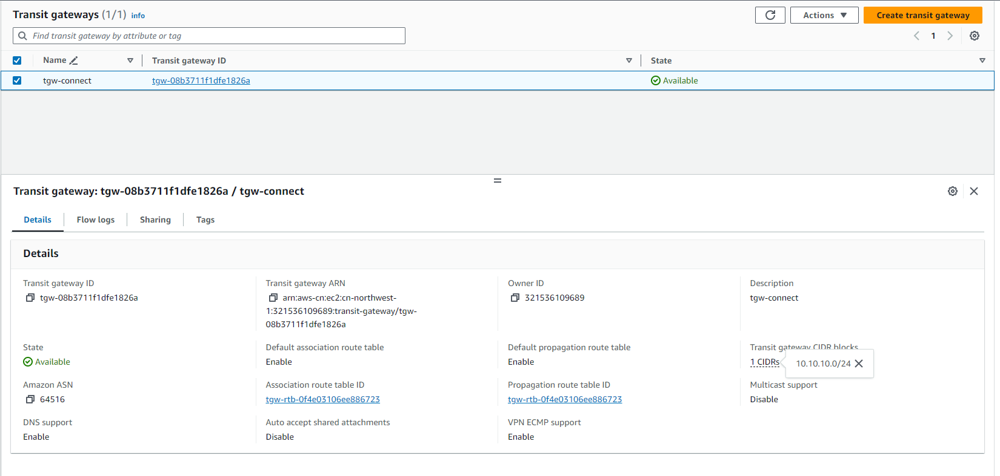 Transit gateways (1/1) info
Actions
Create transit gateway
Find transit gateway by attribute or tag
1
Name
Transit gateway ID
State
tgw-connect
tgw-08b3711f1dfe1826a
Available
Transit gateway: tgw-08b3711f1dfe1826a / tgw-connect
Details
Flow logs
Sharing
Tags
Details
Transit gateway ID
tgw-08b3711f1dfe1826a
Transit gateway ARN
arn:aws-cn:ec2:cn-northwest-
1:321536109689:transit-gateway/tgw-
08b3711f1dfe1826a
Owner ID
321536109689
Description
tgw-connect
State
Available
Default association route table
Enable
Default propagation route table
Enable
Transit gateway CIDR blocks
1 CIDRs
10.10.10.0/24
Amazon ASN
64516
Association route table ID
tgw-rtb-0f4e03106ee886723
Propagation route table ID
tgw-rtb-0f4e03106ee886723
Multicast support
Disable
DNS support
Enable
Auto accept shared attachments
Disable
VPN ECMP support
Enable